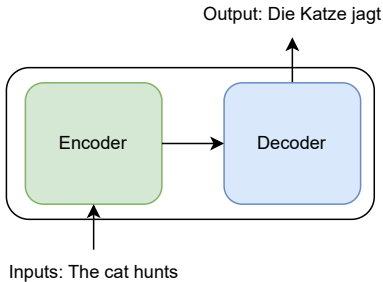 Output: Die Katze jagt
Encoder
Decoder
Inputs: The cat hunts